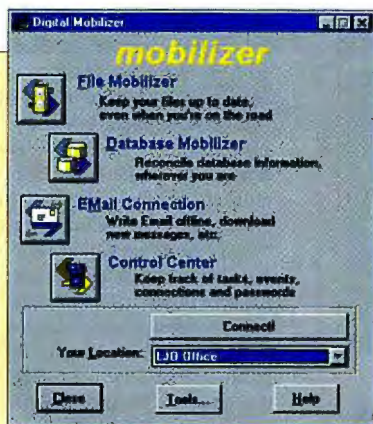 Digital Mobilizer
mobilizer
File Mobilizer
Keep your files up to date,
even when you're on the road
Database Mobilizer
Reconcile database information,
wherever you are
EMail Connection
Write Email offline, download
new messages, etc.
Control Center
Keep track of tasks, events,
connections and passwords
Connect!
Your Location:
Office
Close
Tools...
Help